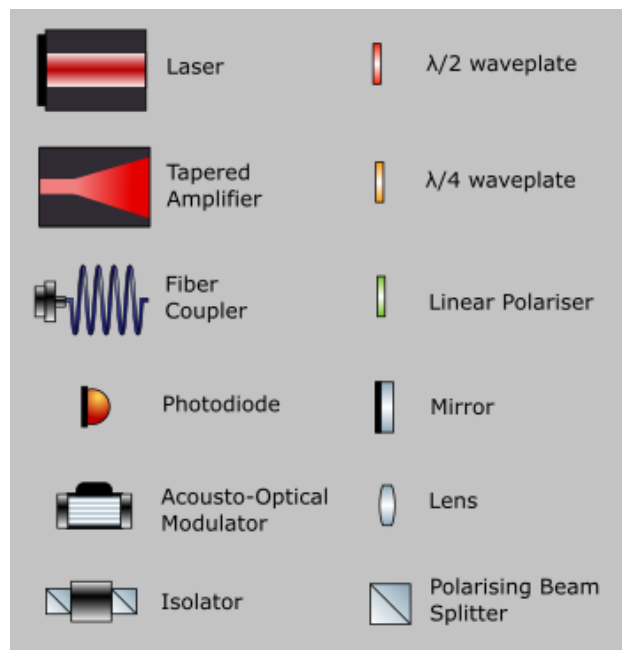 Laser
λ/2 waveplate
Tapered
Amplifier
λ/4 waveplate
Fiber
Coupler
Linear Polariser
Photodiode
Mirror
Acousto-Optical
Modulator
Lens
Isolator
Polarising Beam
Splitter